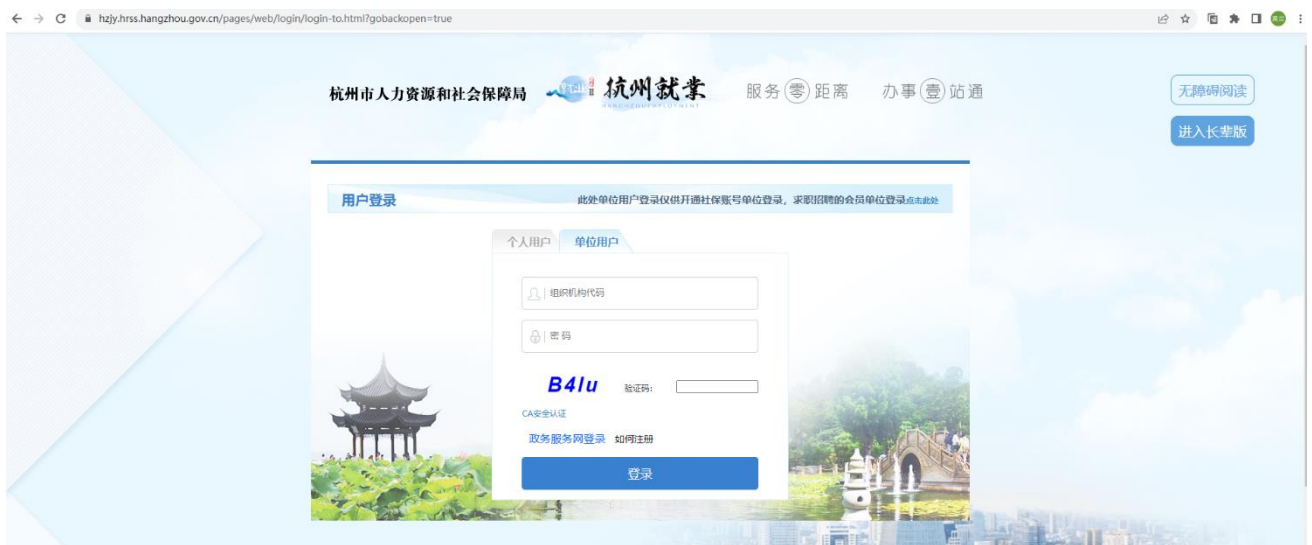 hzjy.hrss.hangzhou.gov.cn/pages/web/login/login-to.html?gobackopen=true
杭州市人力资源和社会保障局 杭州就业 服务零距离 办事壹站通
HANGZHOUEMPLOYMENT
无障碍阅读
进入长辈版
用户登录 此处单位用户登录仅供开通社保账号单位登录，求职招聘的会员单位登录点击此处
个人用户 单位用户
组织机构代码
密码
B4lu 验证码:
CA安全认证
政务服务网登录 如何注册
登录